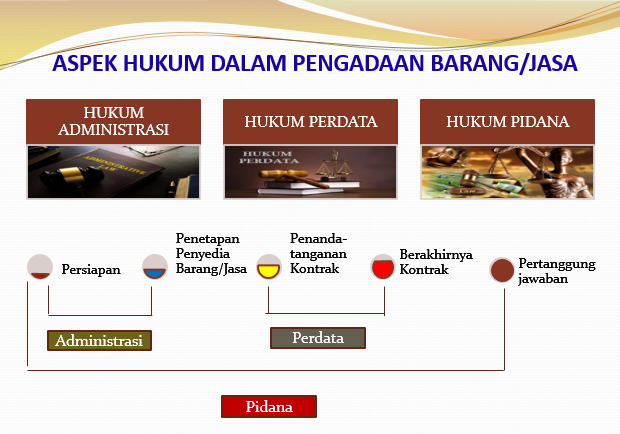 ASPEK HUKUM DALAM PENGADAAN BARANG/JASA
HUKUM
ADMINISTRASI
HUKUM PERDATA
HUKUM PIDANA
ADMINISTRATIVE
LAW
HUKUM
PERDATA
LAW
Persiapan
Penetapan
Penyedia
Barang/Jasa
Penanda-
tanganan
Kontrak
Berakhirnya
Kontrak
Pertanggung
jawaban
Administrasi
Perdata
Pidana